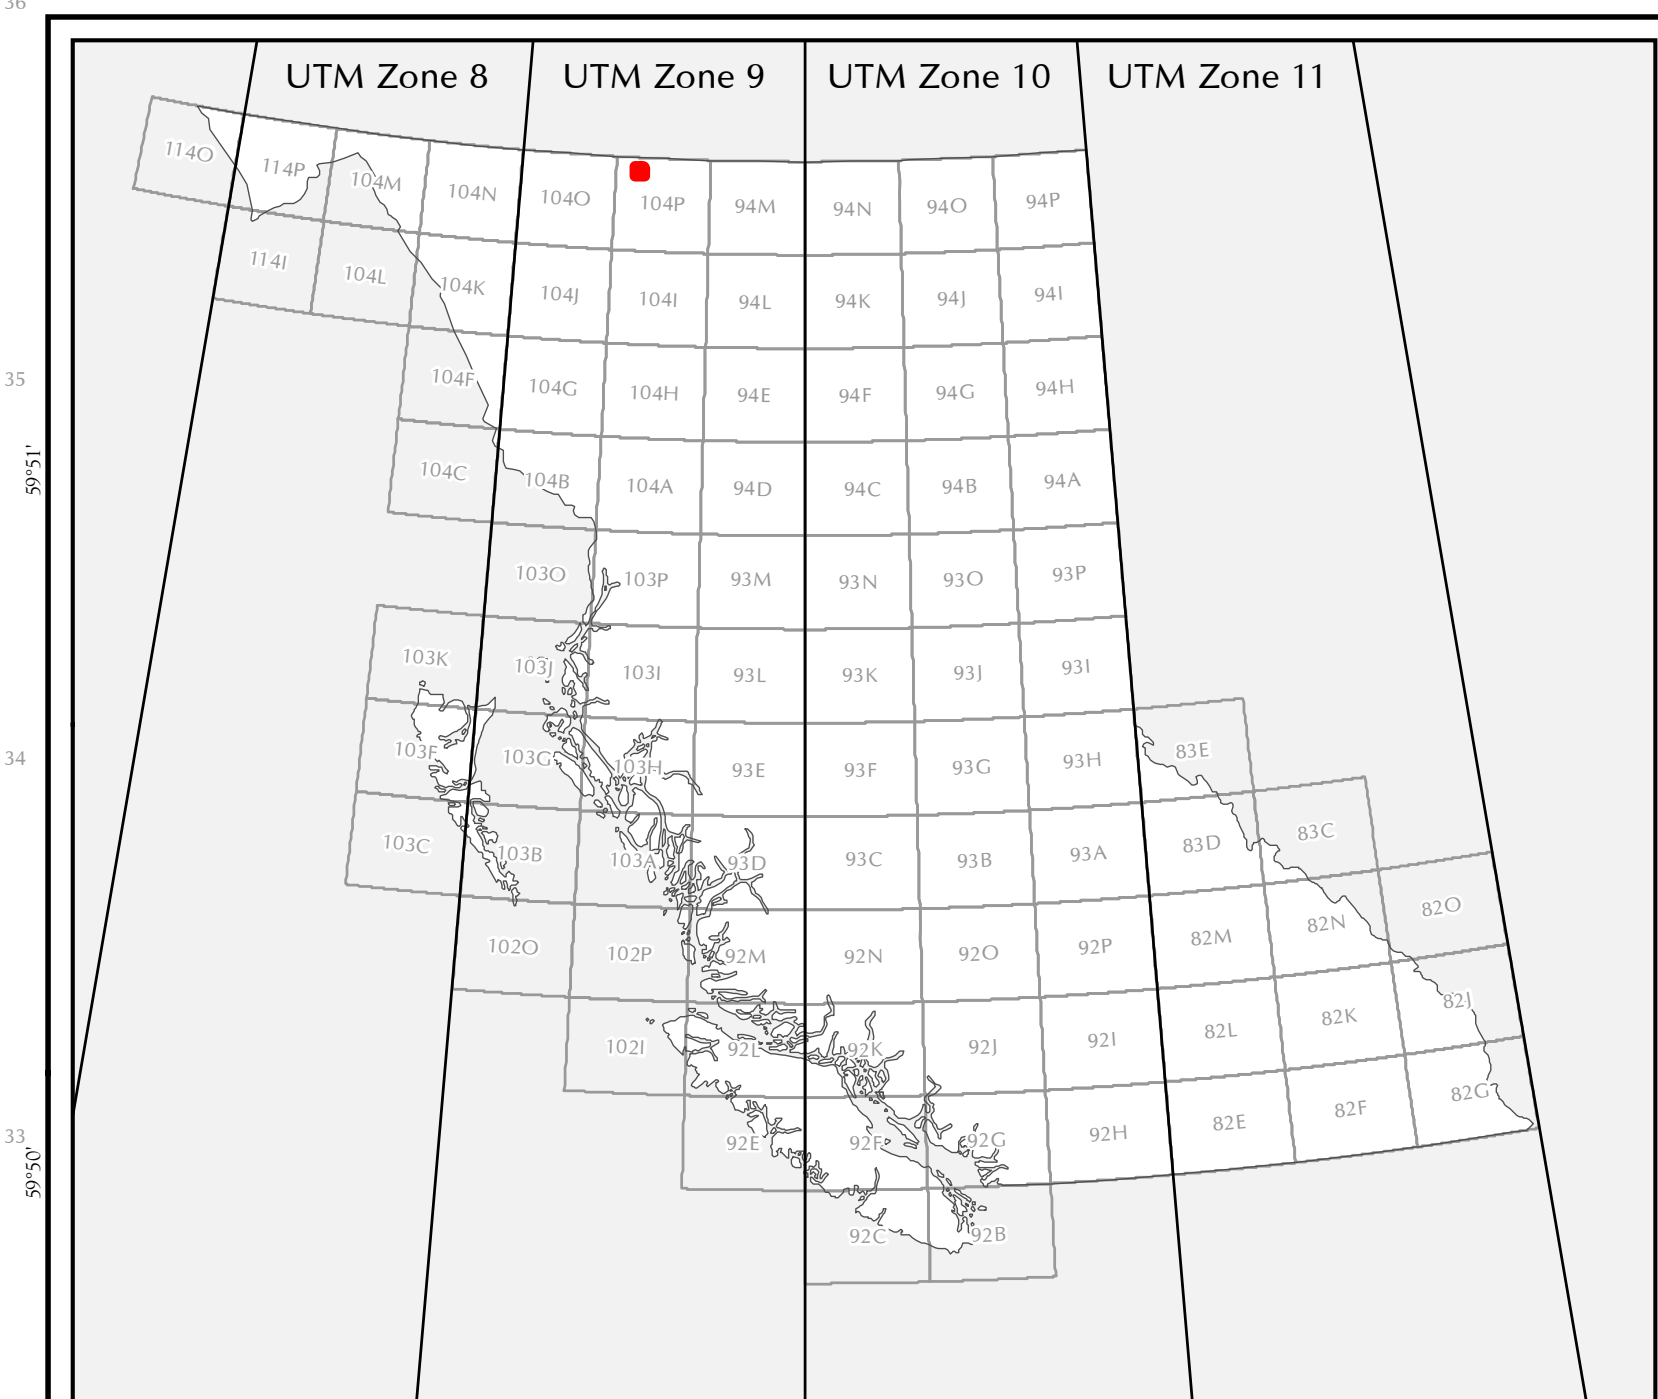 36
UTM Zone 8 UTM Zone 9 UTM Zone 10 UTM Zone 11
114O 114P 104M 104N 104O 104P 94M 94N 94O 94P
114I 104L 104K 104J 104I 94L 94K 94J 94I
35
104F 104G 104H 94E 94F 94G 94H
59°51'
104C 104B 104A 94D 94C 94B 94A
103O 103P 93M 93N 93O 93P
103K 103J 103I 93L 93K 93J 93I
34
103F 103G 103H 93E 93F 93G 93H 83E
103C 103B 103A 93D 93C 93B 93A 83D 83C
102O 102P 92M 92N 92O 92P 82M 82N 82O
102I 92L 92K 92J 92I 82L 82K 82J
33
59°50'
92E 92F 92G 92H 82E 82F 82G
92C 92B